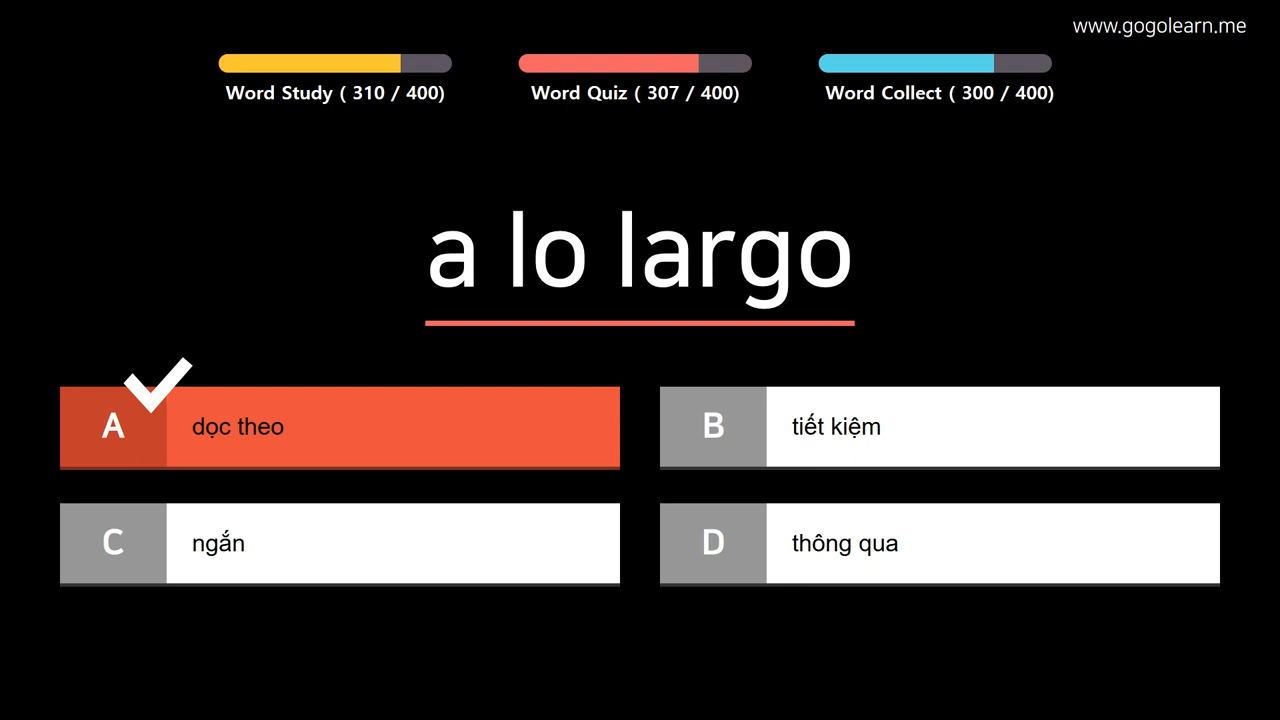 www.gogolearn.me
Word Study ( 310 / 400)
Word Quiz ( 307 / 400)
Word Collect ( 300 / 400)
a lo largo
A
dọc theo
B
tiết kiệm
C
ngắn
D
thông qua